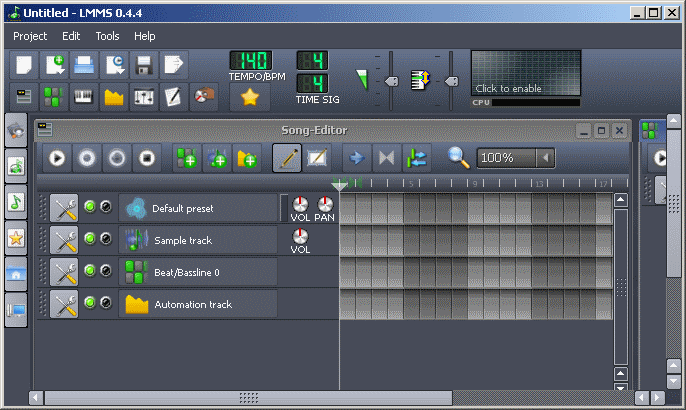 Untitled - LMMS 0.4.4
Project Edit Tools Help
140
TEMPO/BPM
4
4
TIME SIG
Click to enable
CPU
Song-Editor
100%
5 9 13 17
Default preset
VOL PAN
Sample track
VOL
Beat/Bassline 0
Automation track